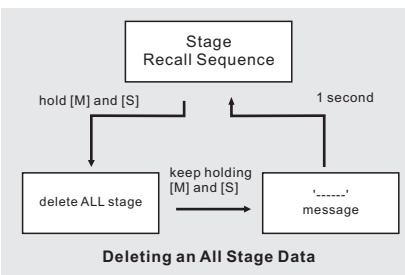 Stage
Recall Sequence
hold [M] and [S]
1 second
keep holding
[M] and [S]
delete ALL stage
'------'
message
Deleting an All Stage Data